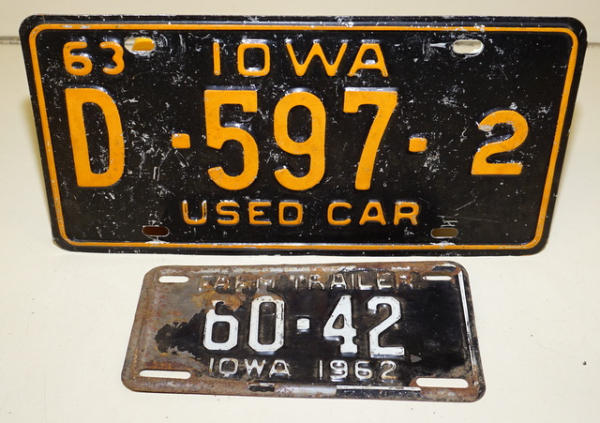 63 IOWA
D·597·2
USED CAR
FARM TRAILER
60·42
IOWA 1962